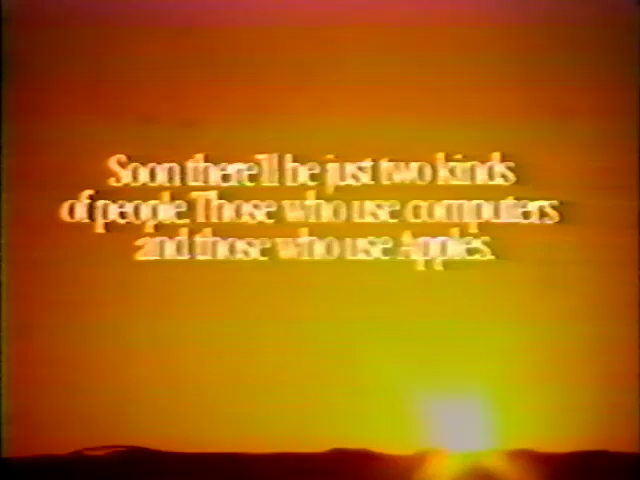 Soon there'll be just two kinds
of people. Those who use computers
and those who use Apples.